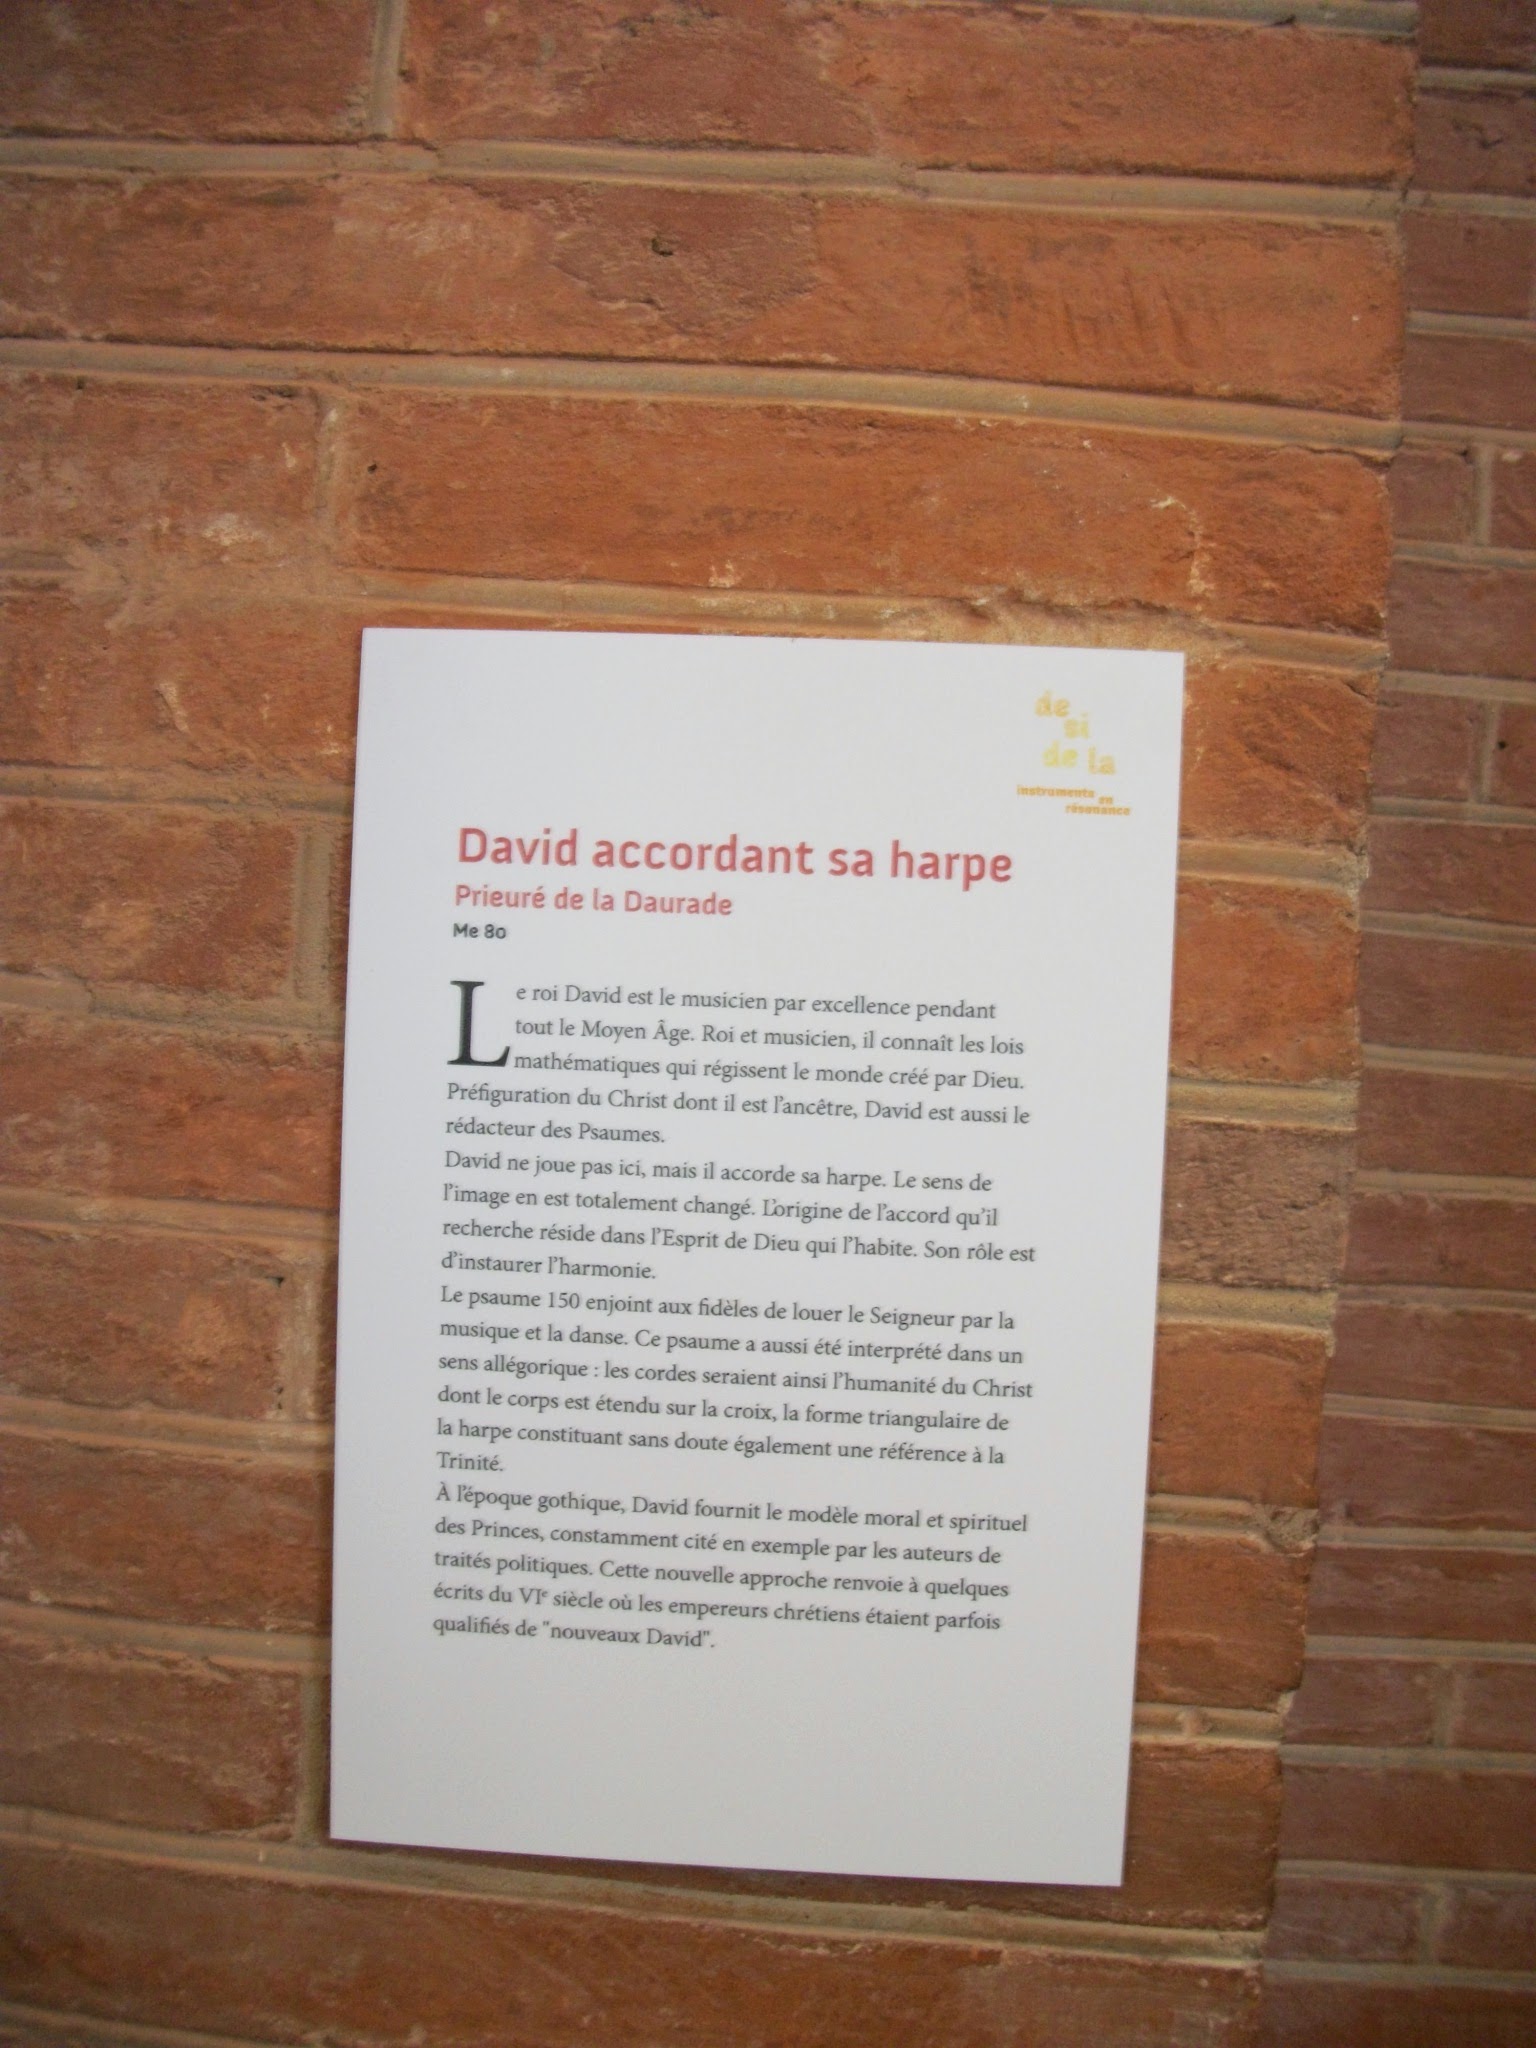 de
si
de la
instruments en
résonance
David accordant sa harpe
Prieuré de la Daurade
Me 80
Le roi David est le musicien par excellence pendant
tout le Moyen Âge. Roi et musicien, il connaît les lois
mathématiques qui régissent le monde créé par Dieu.
Préfiguration du Christ dont il est l'ancêtre, David est aussi le
rédacteur des Psaumes.
David ne joue pas ici, mais il accorde sa harpe. Le sens de
l'image en est totalement changé. L'origine de l'accord qu'il
recherche réside dans l'Esprit de Dieu qui l'habite. Son rôle est
d'instaurer l'harmonie.
Le psaume 150 enjoint aux fidèles de louer le Seigneur par la
musique et la danse. Ce psaume a aussi été interprété dans un
sens allégorique : les cordes seraient ainsi l'humanité du Christ
dont le corps est étendu sur la croix, la forme triangulaire de
la harpe constituant sans doute également une référence à la
Trinité.
À l'époque gothique, David fournit le modèle moral et spirituel
des Princes, constamment cité en exemple par les auteurs de
traités politiques. Cette nouvelle approche renvoie à quelques
écrits du VIe siècle où les empereurs chrétiens étaient parfois
qualifiés de "nouveaux David".